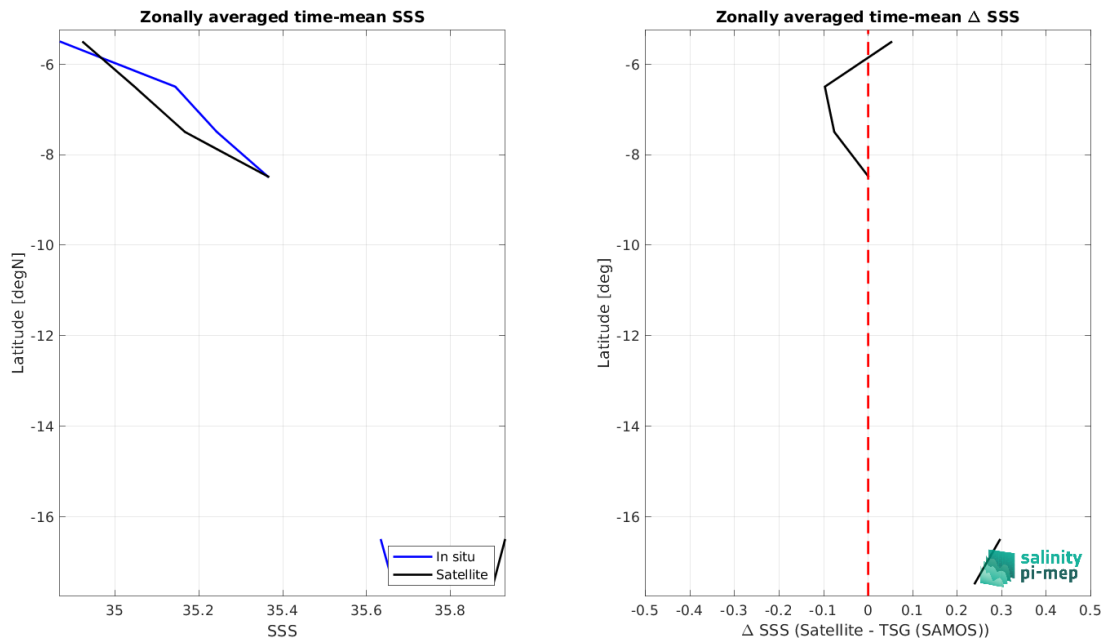 Zonally averaged time-mean SSS
-6
-8
-10
-12
-14
-16
Latitude [degN]
35
35.2
35.4
35.6
35.8
SSS
In situ
Satellite
Zonally averaged time-mean Δ SSS
-6
-8
-10
-12
-14
-16
Latitude [deg]
-0.5
-0.4
-0.3
-0.2
-0.1
0
0.1
0.2
0.3
0.4
0.5
Δ SSS (Satellite - TSG (SAMOS))
salinity
pi-mep